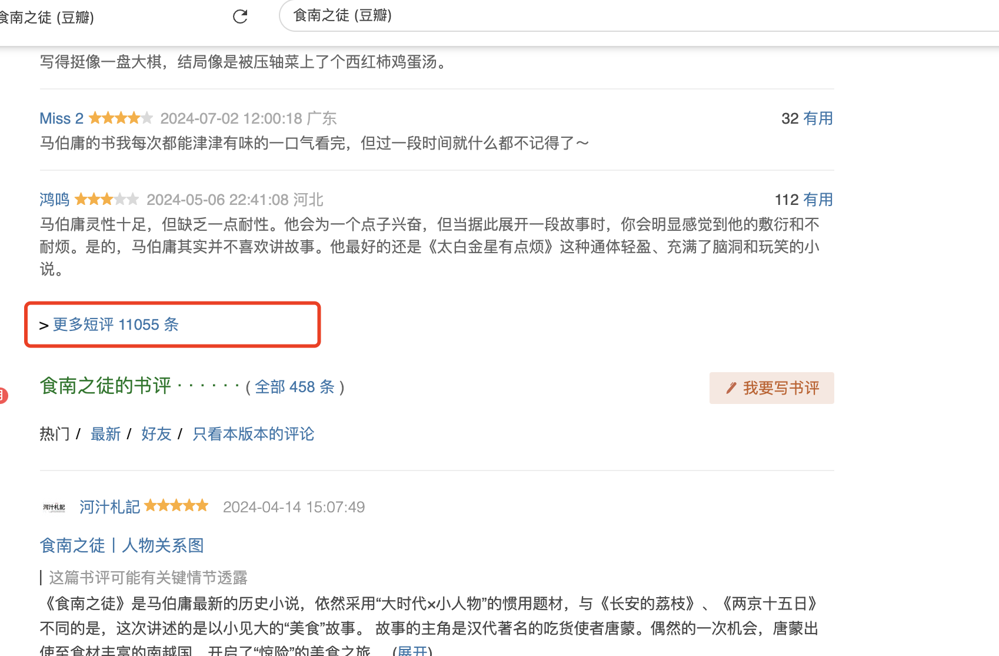 食南之徒 (豆瓣)
食南之徒 (豆瓣)
写得挺像一盘大棋，结局像是被压轴菜上了个西红柿鸡蛋汤。
Miss 2 2024-07-02 12:00:18 广东 32 有用
马伯庸的书我每次都能津津有味的一口气看完，但过一段时间就什么都不记得了～
鸿鸣 2024-05-06 22:41:08 河北 112 有用
马伯庸灵性十足，但缺乏一点耐性。他会为一个点子兴奋，但当据此展开一段故事时，你会明显感觉到他的敷衍和不
耐烦。是的，马伯庸其实并不喜欢讲故事。他最好的还是《太白金星有点烦》这种通体轻盈、充满了脑洞和玩笑的小
说。
> 更多短评 11055 条
食南之徒的书评 · · · · · · ( 全部 458 条 )
我要写书评
热门 / 最新 / 好友 / 只看本版本的评论
河汁札記
河汁札記 2024-04-14 15:07:49
食南之徒丨人物关系图
这篇书评可能有关键情节透露
《食南之徒》是马伯庸最新的历史小说，依然采用“大时代×小人物”的惯用题材，与《长安的荔枝》、《两京十五日》
不同的是，这次讲述的是以小见大的“美食”故事。 故事的主角是汉代著名的吃货使者唐蒙。偶然的一次机会，唐蒙出
使至食材丰富的南越国，开启了“惊险”的美食之旅。 (展开)